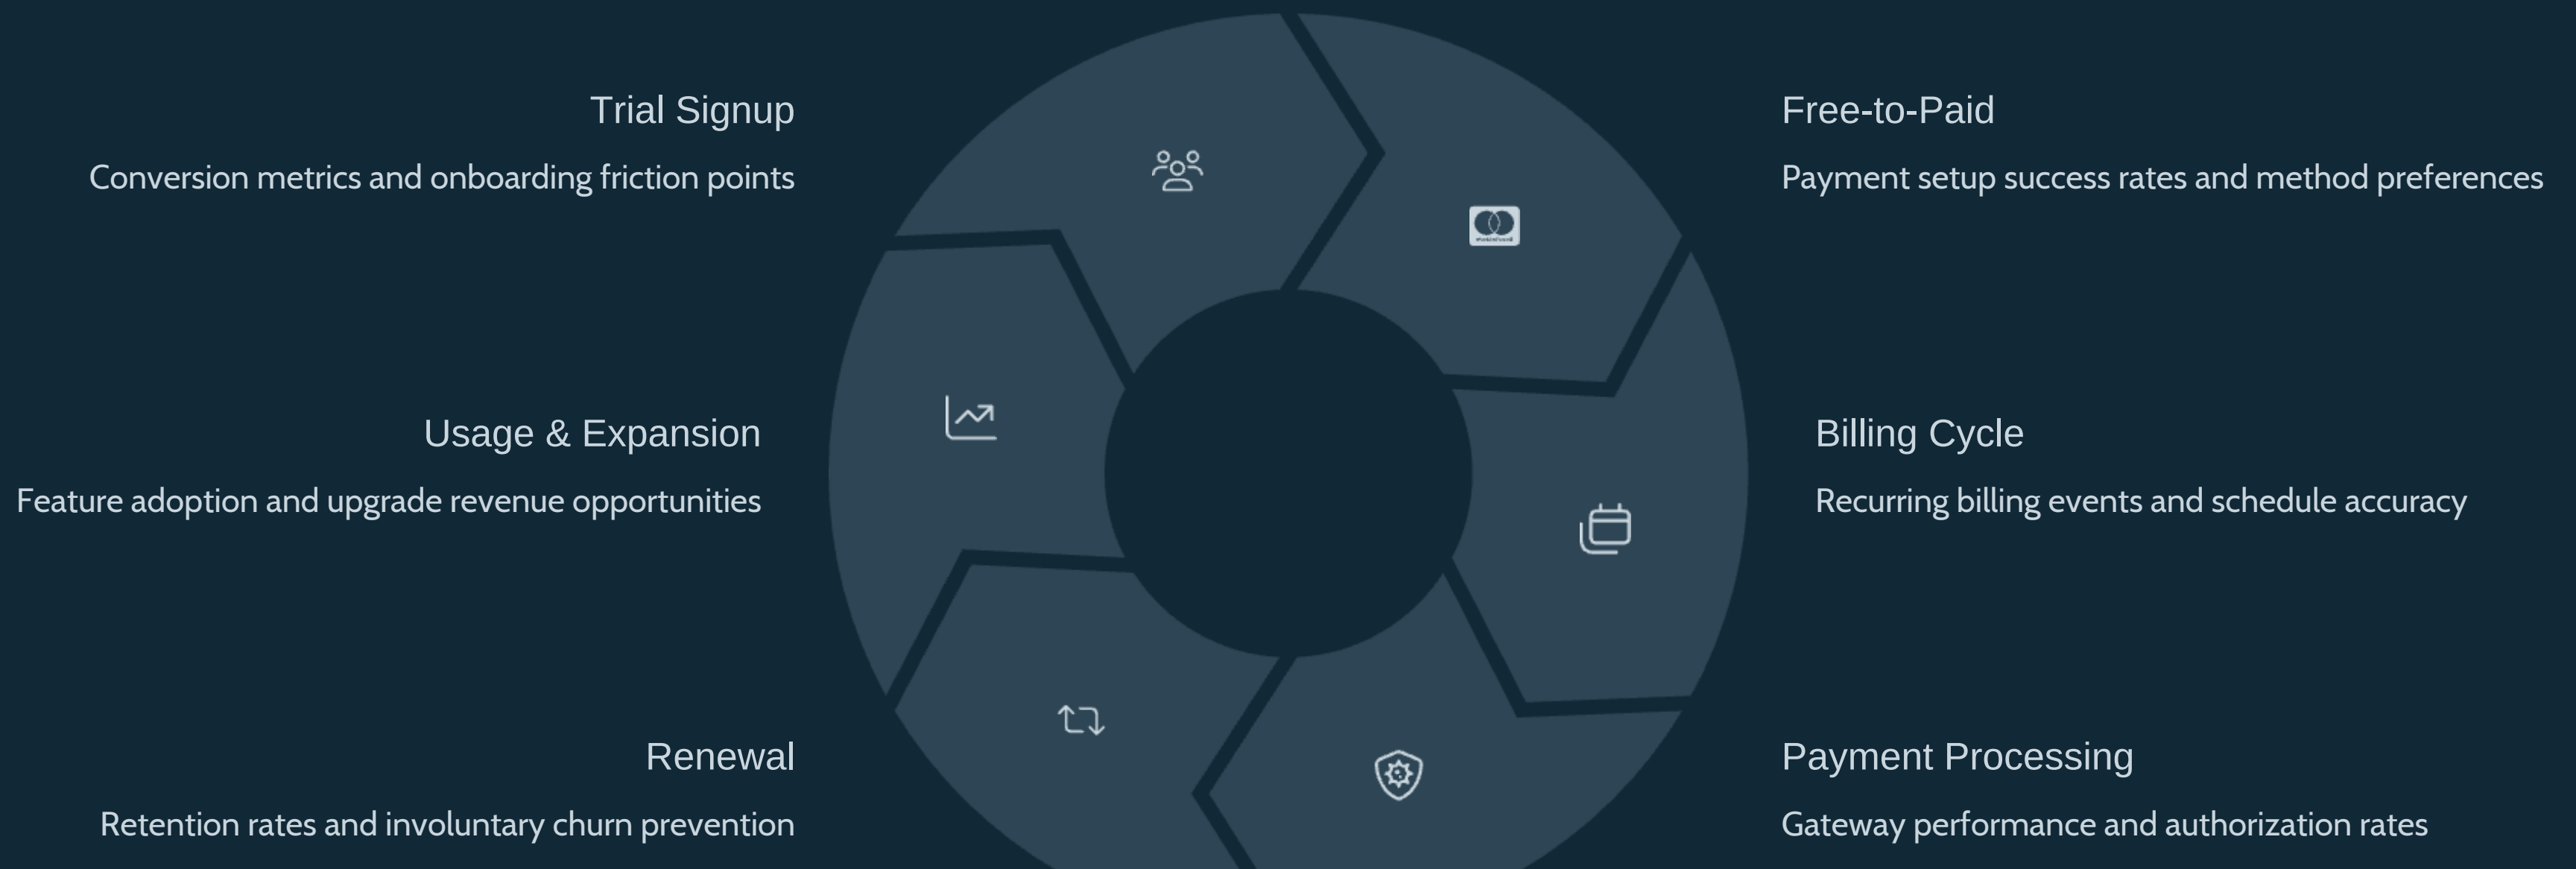 Trial Signup
Conversion metrics and onboarding friction points
Free-to-Paid
Payment setup success rates and method preferences
Usage & Expansion
Feature adoption and upgrade revenue opportunities
Billing Cycle
Recurring billing events and schedule accuracy
Renewal
Retention rates and involuntary churn prevention
Payment Processing
Gateway performance and authorization rates